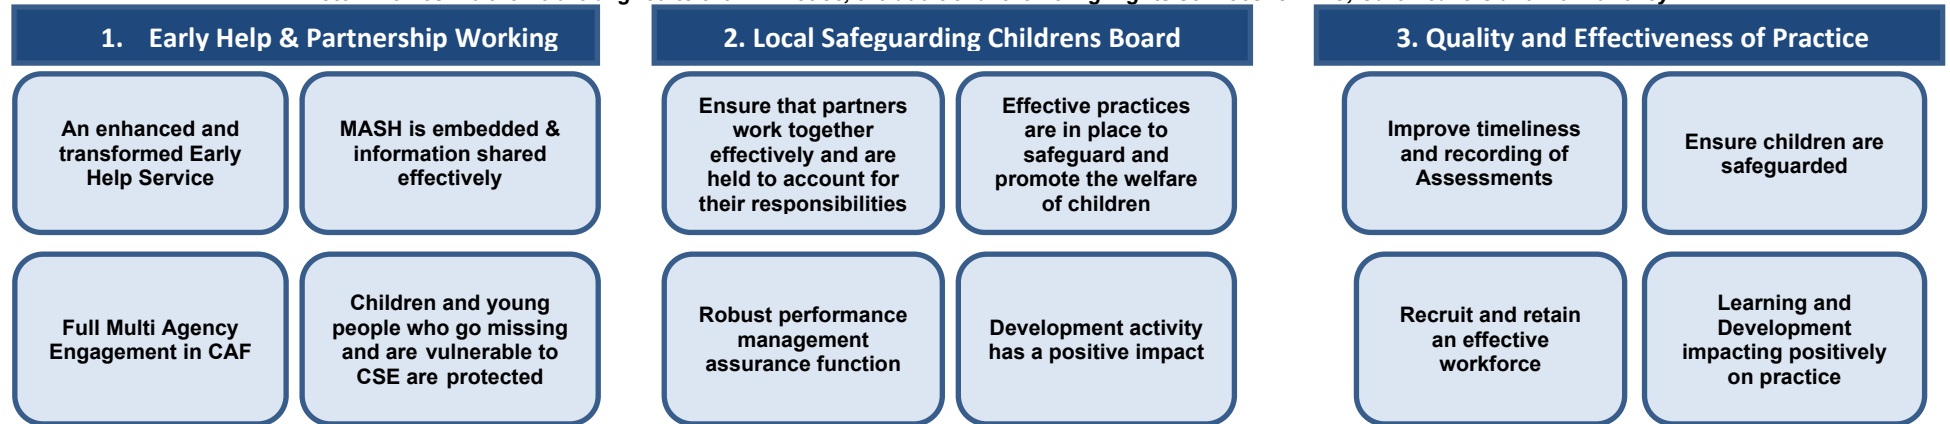 1. Early Help & Partnership Working
An enhanced and
transformed Early
Help Service
MASH is embedded &
information shared
effectively
Full Multi Agency
Engagement in CAF
Children and young
people who go missing
and are vulnerable to
CSE are protected
2. Local Safeguarding Childrens Board
Ensure that partners
work together
effectively and are
held to account for
their responsibilities
Effective practices
are in place to
safeguard and
promote the welfare
of children
Robust performance
management
assurance function
Development activity
has a positive impact
3. Quality and Effectiveness of Practice
Improve timeliness
and recording of
Assessments
Ensure children are
safeguarded
Recruit and retain
an effective
workforce
Learning and
Development
impacting positively
on practice